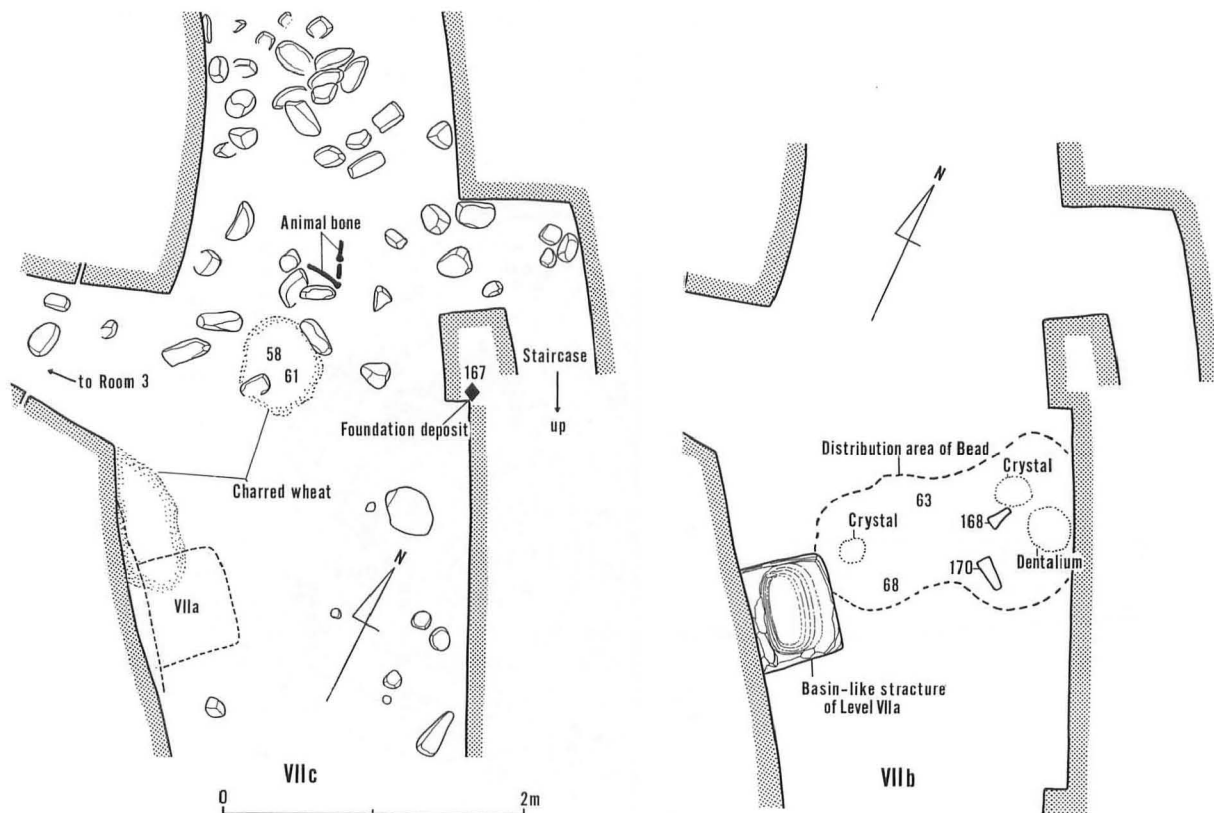 Animal bone
58
61
to Room 3
167
Staircase
up
Foundation deposit
Charred wheat
N
VIIa
VIIc
0
2m
N
Distribution area of Bead
Crystal
63
168
Crystal
Dentalium
170
68
Basin-like stracture
of Level VIIa
VIIb